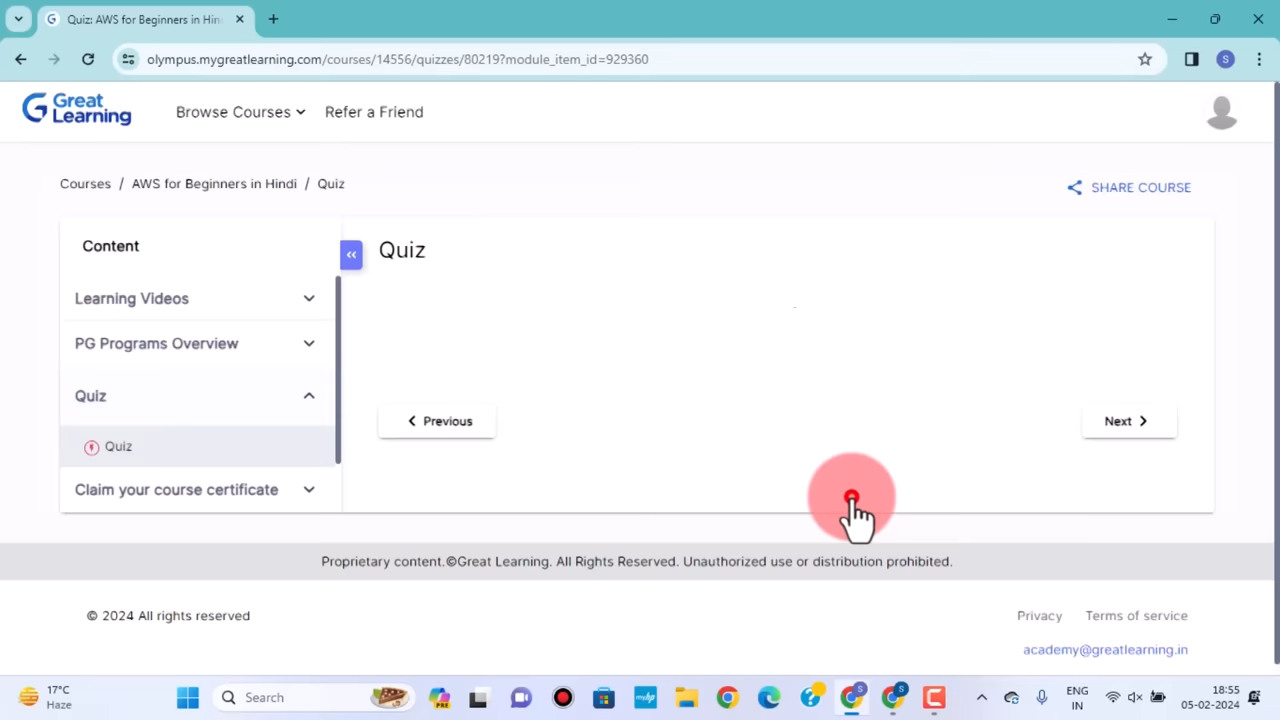 Quiz: AWS for Beginners in Hin
olympus.mygreatlearning.com/courses/14556/quizzes/80219?module_item_id=929360
S
Great Learning
Browse Courses
Refer a Friend
Courses / AWS for Beginners in Hindi / Quiz
SHARE COURSE
Content
Quiz
Learning Videos
PG Programs Overview
Quiz
Quiz
Previous
Next
Claim your course certificate
Proprietary content.©Great Learning. All Rights Reserved. Unauthorized use or distribution prohibited.
© 2024 All rights reserved
Privacy
Terms of service
academy@greatlearning.in
17°C
Haze
Search
PRE
myhp
S
S
ENG
IN
18:55
05-02-2024